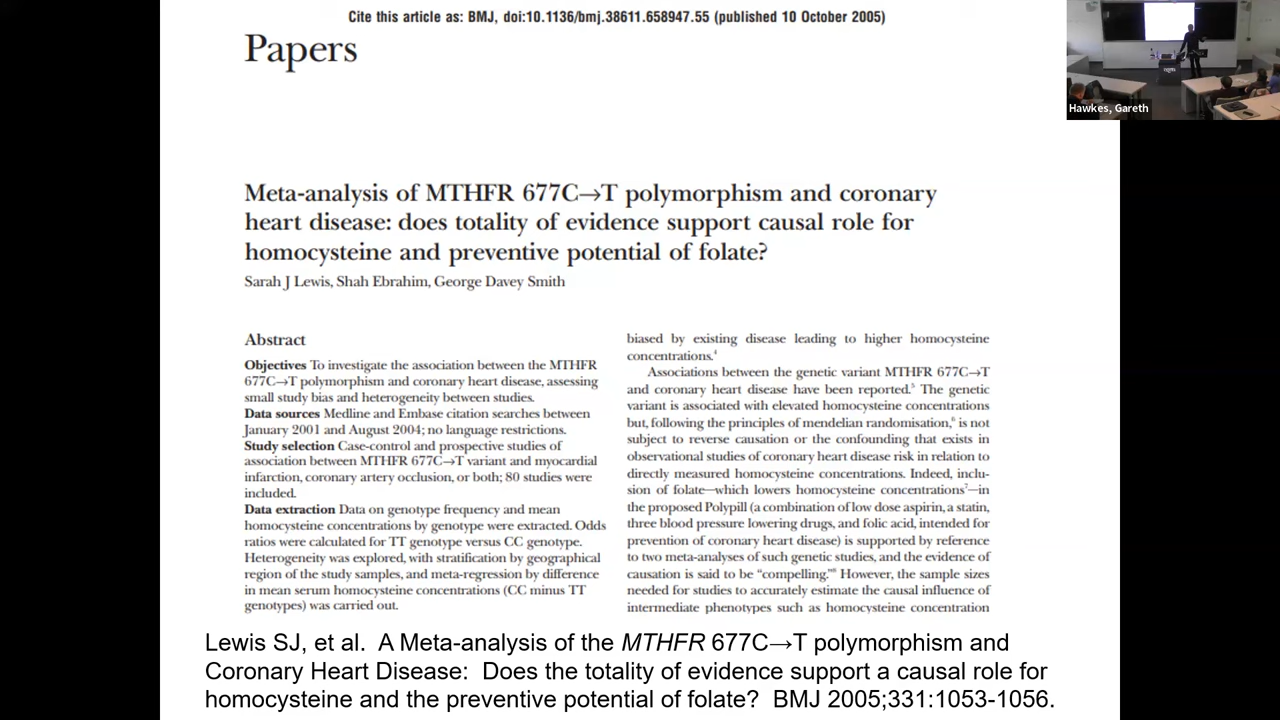 Cite this article as: BMJ, doi:10.1136/bmj.38611.658947.55 (published 10 October 2005)
Papers
Hawkes, Gareth
Meta-analysis of MTHFR 677C→T polymorphism and coronary
heart disease: does totality of evidence support causal role for
homocysteine and preventive potential of folate?
Sarah J Lewis, Shah Ebrahim, George Davey Smith
Abstract
Objectives To investigate the association between the MTHFR
677C→T polymorphism and coronary heart disease, assessing
small study bias and heterogeneity between studies.
Data sources Medline and Embase citation searches between
January 2001 and August 2004; no language restrictions.
Study selection Case-control and prospective studies of
association between MTHFR 677C→T variant and myocardial
infarction, coronary artery occlusion, or both; 80 studies were
included.
Data extraction Data on genotype frequency and mean
homocysteine concentrations by genotype were extracted. Odds
ratios were calculated for TT genotype versus CC genotype.
Heterogeneity was explored, with stratification by geographical
region of the study samples, and meta-regression by difference
in mean serum homocysteine concentrations (CC minus TT
genotypes) was carried out.
biased by existing disease leading to higher homocysteine
concentrations.4
Associations between the genetic variant MTHFR 677C→T
and coronary heart disease have been reported.5 The genetic
variant is associated with elevated homocysteine concentrations
but, following the principles of mendelian randomisation,6 is not
subject to reverse causation or the confounding that exists in
observational studies of coronary heart disease risk in relation to
directly measured homocysteine concentrations. Indeed, inclu-
sion of folate—which lowers homocysteine concentrations7—in
the proposed Polypill (a combination of low dose aspirin, a statin,
three blood pressure lowering drugs, and folic acid, intended for
prevention of coronary heart disease) is supported by reference
to two meta-analyses of such genetic studies, and the evidence of
causation is said to be “compelling.”8 However, the sample sizes
needed for studies to accurately estimate the causal influence of
intermediate phenotypes such as homocysteine concentration
Lewis SJ, et al. A Meta-analysis of the MTHFR 677C→T polymorphism and
Coronary Heart Disease: Does the totality of evidence support a causal role for
homocysteine and the preventive potential of folate? BMJ 2005;331:1053-1056.